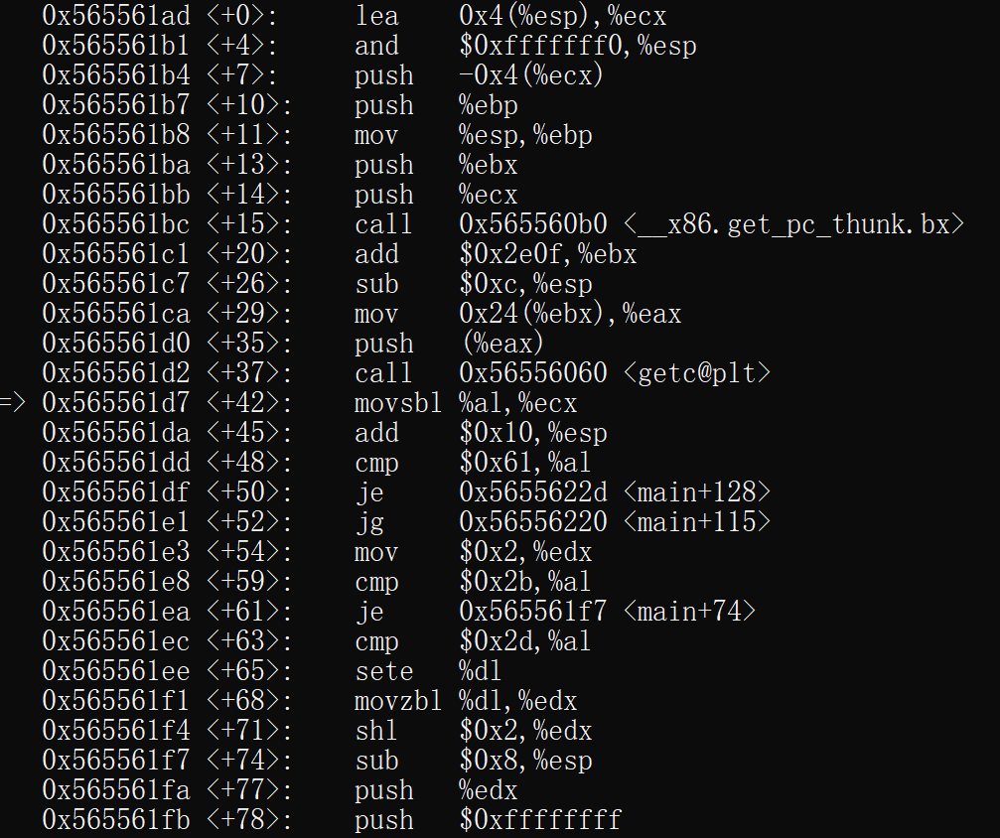 0x565561ad <+0>: lea 0x4(%esp),%ecx
0x565561b1 <+4>: and $0xfffffff0,%esp
0x565561b4 <+7>: push -0x4(%ecx)
0x565561b7 <+10>: push %ebp
0x565561b8 <+11>: mov %esp,%ebp
0x565561ba <+13>: push %ebx
0x565561bb <+14>: push %ecx
0x565561bc <+15>: call 0x565560b0 <__x86.get_pc_thunk.bx>
0x565561c1 <+20>: add $0x2e0f,%ebx
0x565561c7 <+26>: sub $0xc,%esp
0x565561ca <+29>: mov 0x24(%ebx),%eax
0x565561d0 <+35>: push (%eax)
0x565561d2 <+37>: call 0x56556060 <getc@plt>
=> 0x565561d7 <+42>: movsbl %al,%ecx
0x565561da <+45>: add $0x10,%esp
0x565561dd <+48>: cmp $0x61,%al
0x565561df <+50>: je 0x5655622d <main+128>
0x565561e1 <+52>: jg 0x56556220 <main+115>
0x565561e3 <+54>: mov $0x2,%edx
0x565561e8 <+59>: cmp $0x2b,%al
0x565561ea <+61>: je 0x565561f7 <main+74>
0x565561ec <+63>: cmp $0x2d,%al
0x565561ee <+65>: sete %dl
0x565561f1 <+68>: movzbl %dl,%edx
0x565561f4 <+71>: shl $0x2,%edx
0x565561f7 <+74>: sub $0x8,%esp
0x565561fa <+77>: push %edx
0x565561fb <+78>: push $0xffffffff